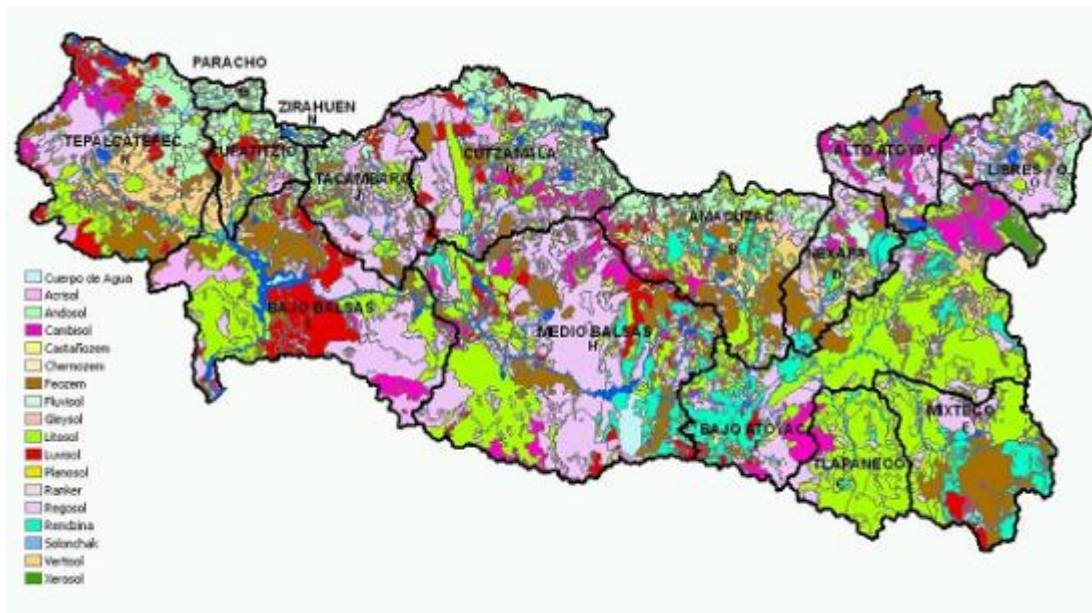 PARACHO
ZIRAHUEN
TEPALCATEPEC
CUTZAMALA
TACAMBARO
ALTO ATOYAC
LIBRES - O
AMACUZAC
NEXAPA
BAJO BALSAS
MEDIO BALSAS
H
BAJO ATOYAC
TLAPANECO
MIXTECO
Cuerpo de Agua
Acrisol
Andosol
Cambisol
Castañozem
Chernozem
Feozem
Fluvisol
Gleysol
Litosol
Luvisol
Planosol
Ranker
Regosol
Rendzina
Solonchak
Vertisol
Xerosol